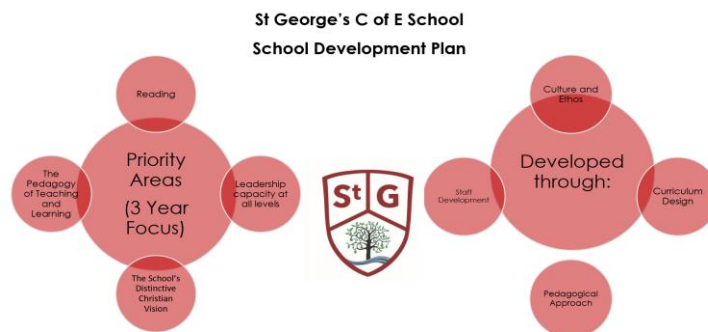 St George's C of E School
School Development Plan
Reading
The
Pedagogy
of Teaching
and
Learning
Priority
Areas
(3 Year
Focus)
Leadership
capacity at
all levels
The School's
Distinctive
Christian
Vision
St G
Culture and
Ethos
Staff
Development
Developed
through:
Curriculum
Design
Pedagogical
Approach